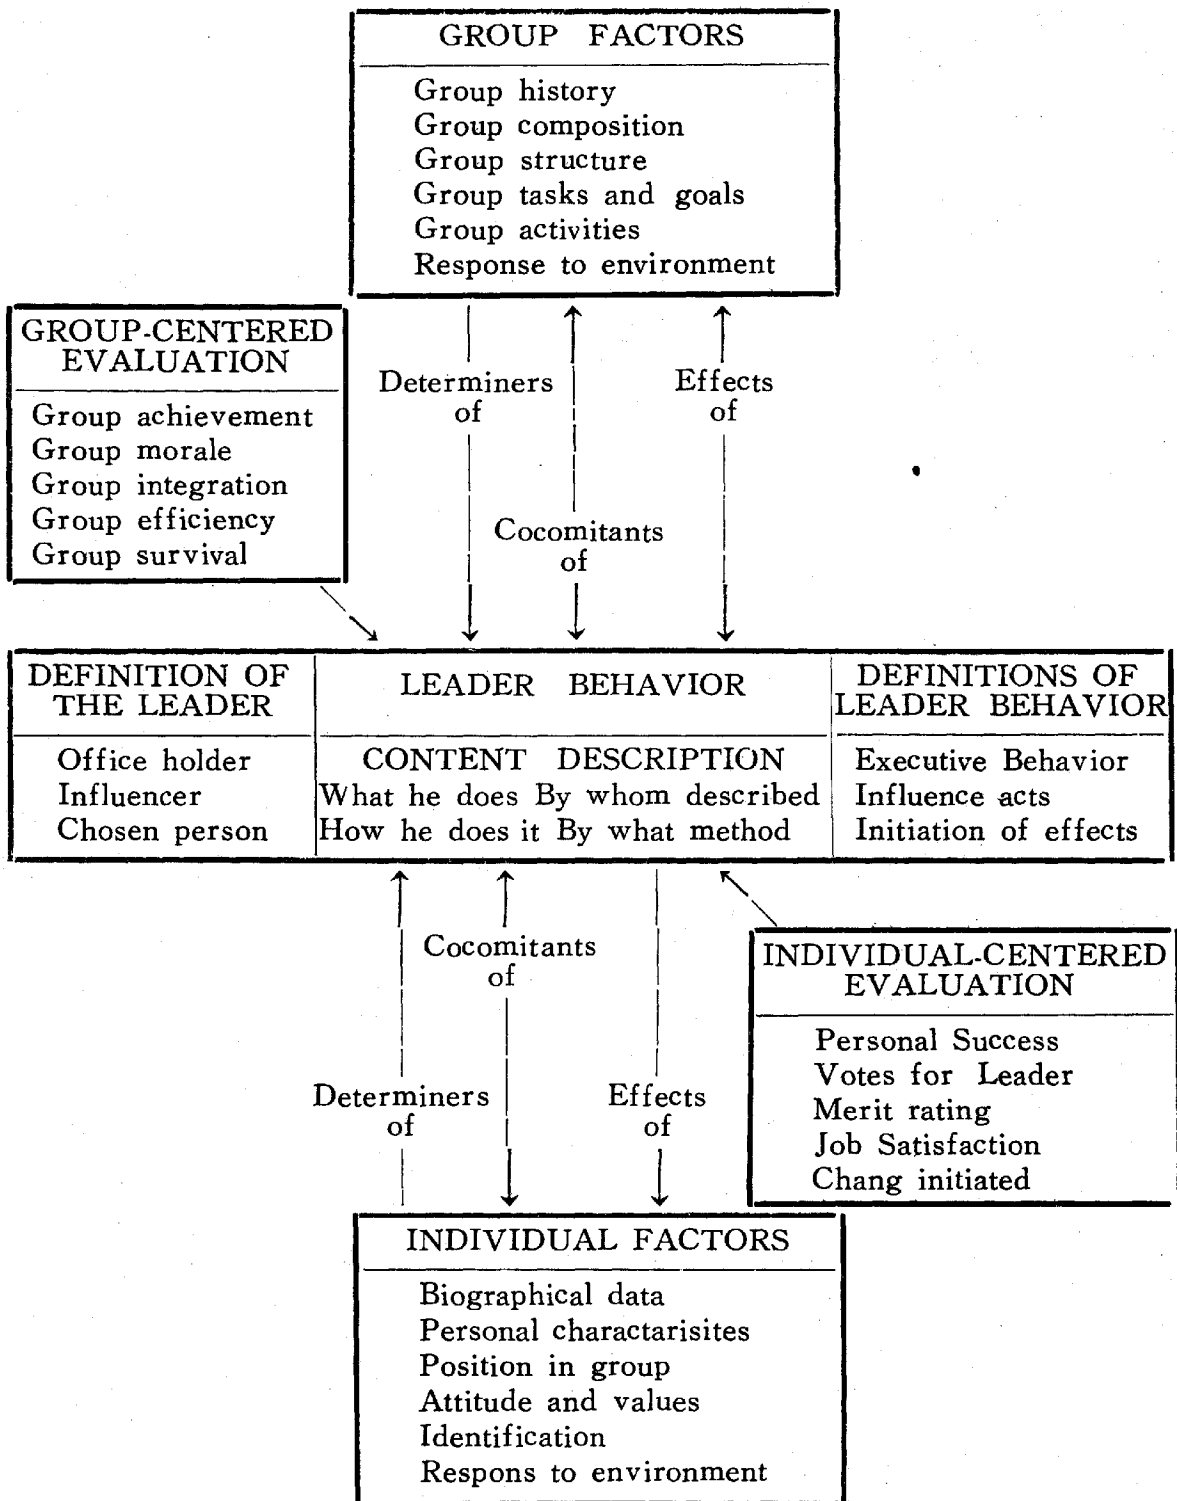 GROUP FACTORS
Group history
Group composition
Group structure
Group tasks and goals
Group activities
Response to environment
GROUP-CENTERED
EVALUATION
Group achievement
Group morale
Group integration
Group efficiency
Group survival
Determiners
of
Cocomitants
of
Effects
of
DEFINITION OF
THE LEADER
Office holder
Influencer
Chosen person
LEADER BEHAVIOR
CONTENT DESCRIPTION
What he does By whom described
How he does it By what method
DEFINITIONS OF
LEADER BEHAVIOR
Executive Behavior
Influence acts
Initiation of effects
Determiners
of
Cocomitants
of
Effects
of
INDIVIDUAL-CENTERED
EVALUATION
Personal Success
Votes for Leader
Merit rating
Job Satisfaction
Chang initiated
INDIVIDUAL FACTORS
Biographical data
Personal charactarisites
Position in group
Attitude and values
Identification
Respons to environment